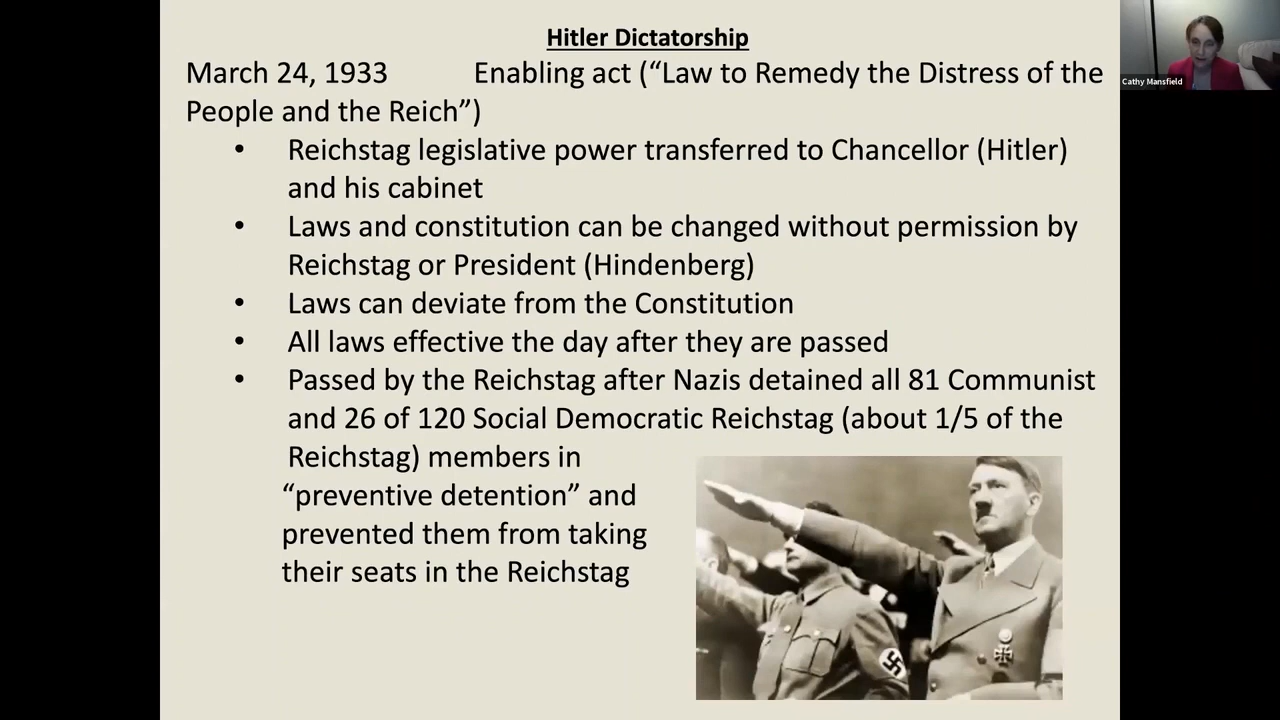 Hitler Dictatorship
March 24, 1933 Enabling act (“Law to Remedy the Distress of the
People and the Reich”)
• Reichstag legislative power transferred to Chancellor (Hitler)
and his cabinet
• Laws and constitution can be changed without permission by
Reichstag or President (Hindenberg)
• Laws can deviate from the Constitution
• All laws effective the day after they are passed
• Passed by the Reichstag after Nazis detained all 81 Communist
and 26 of 120 Social Democratic Reichstag (about 1/5 of the
Reichstag) members in
“preventive detention” and
prevented them from taking
their seats in the Reichstag
Cathy Mansfield